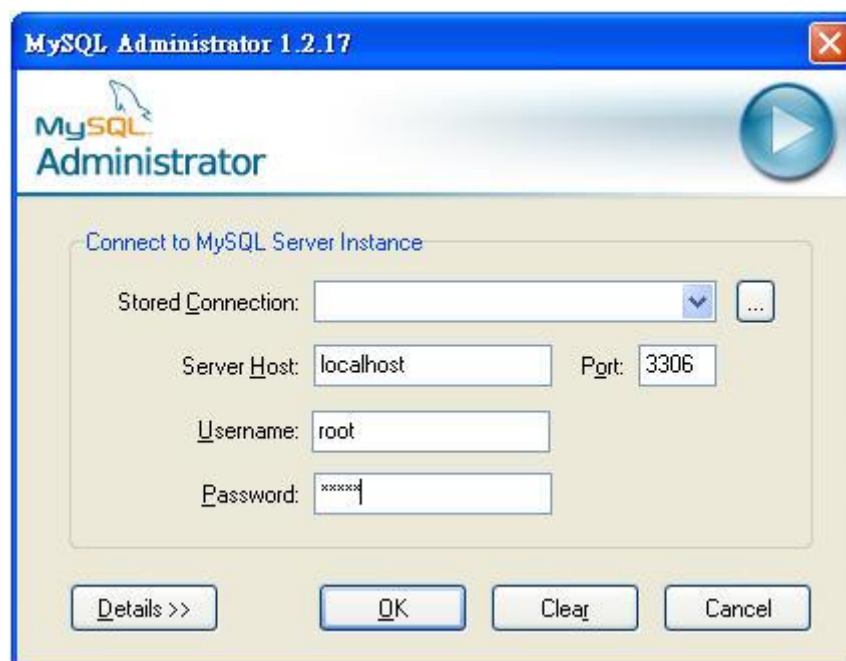 MySQL Administrator 1.2.17
MySQL
Administrator
Connect to MySQL Server Instance
Stored Connection:
...
Server Host: localhost Port: 3306
Username: root
Password: *****
Details >> OK Clear Cancel